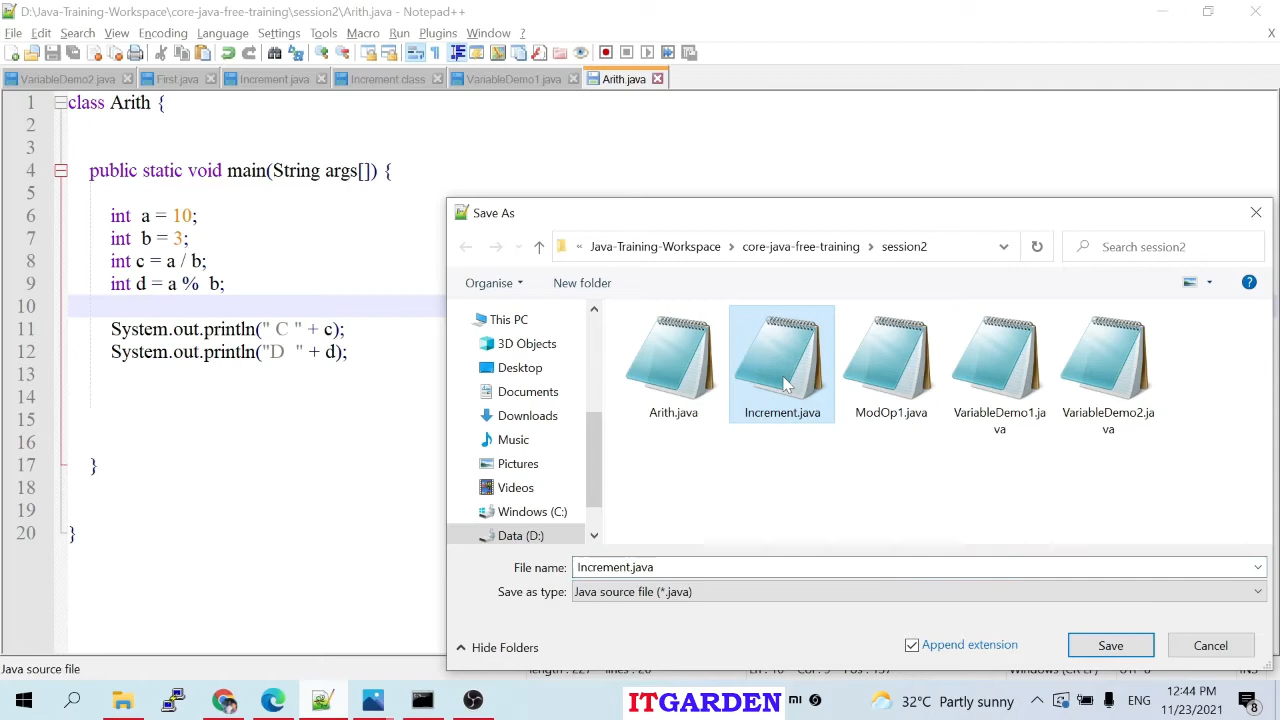 D:\Java-Training-Workspace\core-java-free-training\session2\Arith.java - Notepad++
File Edit Search View Encoding Language Settings Tools Macro Run Plugins Window ? X
VariableDemo2.java First.java Increment.java Increment.class VariableDemo1.java Arith.java
1 class Arith {
2
3
4 public static void main(String args[]) {
5
6 int a = 10;
7 int b = 3;
8 int c = a / b;
9 int d = a % b;
10
11 System.out.println(" C " + c);
12 System.out.println("D " + d);
13
14
15
16
17 }
18
19
20 }
Save As
« Java-Training-Workspace > core-java-free-training > session2
Search session2
Organise New folder
This PC
3D Objects
Desktop
Documents
Downloads
Music
Pictures
Videos
Windows (C:)
Data (D:)
Arith.java Increment.java ModOp1.java VariableDemo1.ja VariableDemo2.ja
va va
File name: Increment.java
Save as type: Java source file (*.java)
Hide Folders Append extension Save Cancel
Java source file
ITGARDEN mi 32°C Partly sunny ENG 12:44 PM
11/23/2021 8